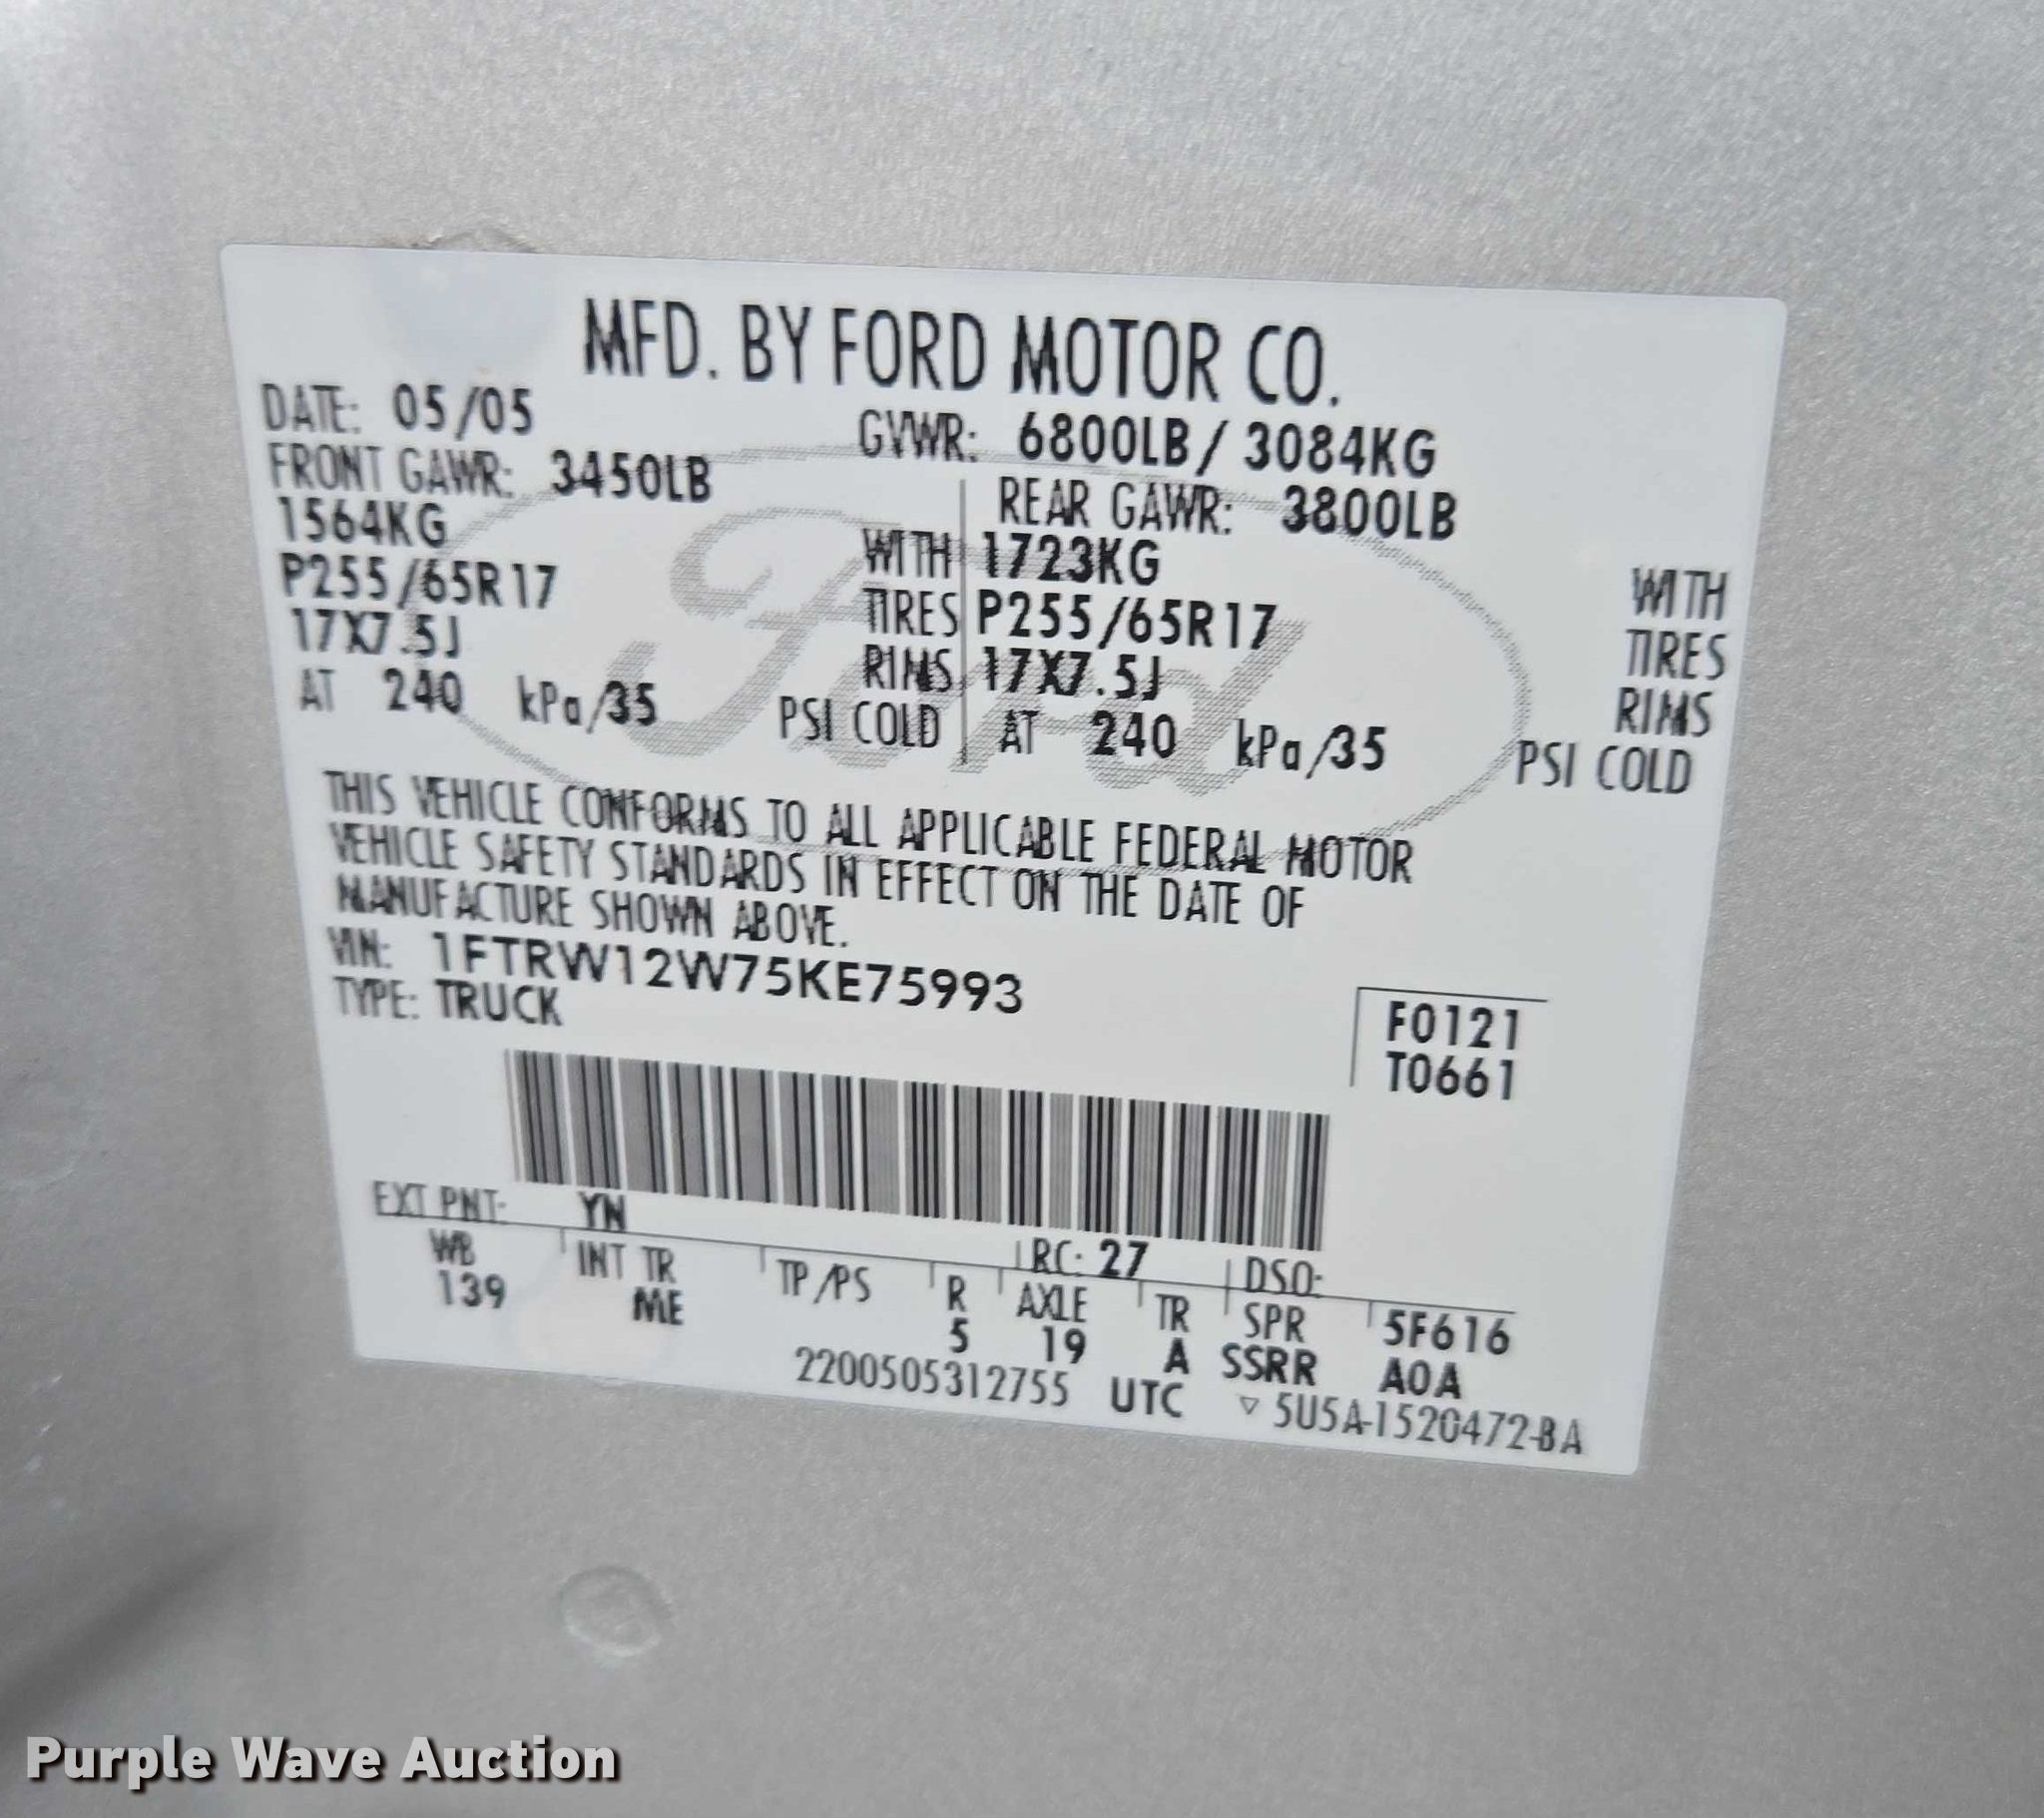 MFD. BY FORD MOTOR CO.
DATE: 05/05
GVWR: 6800LB/ 3084KG
FRONT GAWR: 3450LB
REAR GAWR: 3800LB
1564KG WITH 1723KG WITH
P255/65R17 TIRES P255/65R17 TIRES
17X7.5J RIMS 17X7.5J RIMS
AT 240 kPa/35 PSI COLD AT 240 kPa/35 PSI COLD
THIS VEHICLE CONFORMS TO ALL APPLICABLE FEDERAL MOTOR
VEHICLE SAFETY STANDARDS IN EFFECT ON THE DATE OF
MANUFACTURE SHOWN ABOVE.
VIN: 1FTRW12W75KE75993
TYPE: TRUCK
F0121
T0661
EXT PNT: YN RC: 27 DSO:
WB INT TR TP/PS R AXLE TR SPR 5F616
139 ME 5 19 A SSRR A0A
2200505312755 UTC ▽ 5U5A-1520472-BA
Ford
Purple Wave Auction